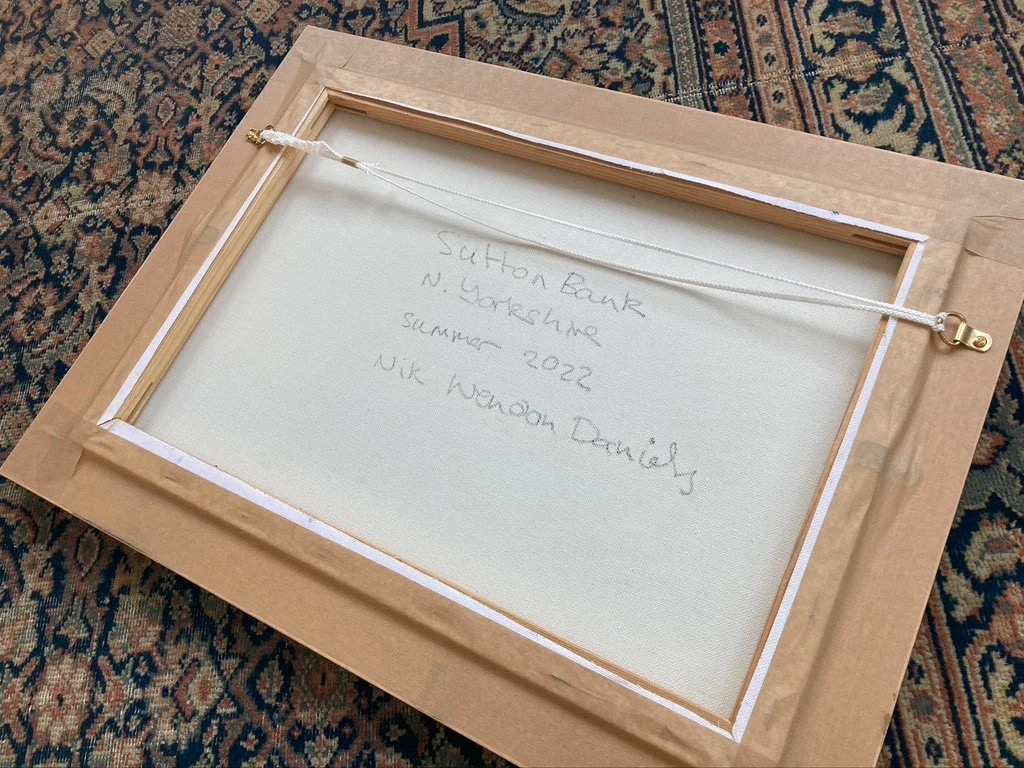 Sutton Bank
N. Yorkshire
summer 2022
Nik Wendon Daniels